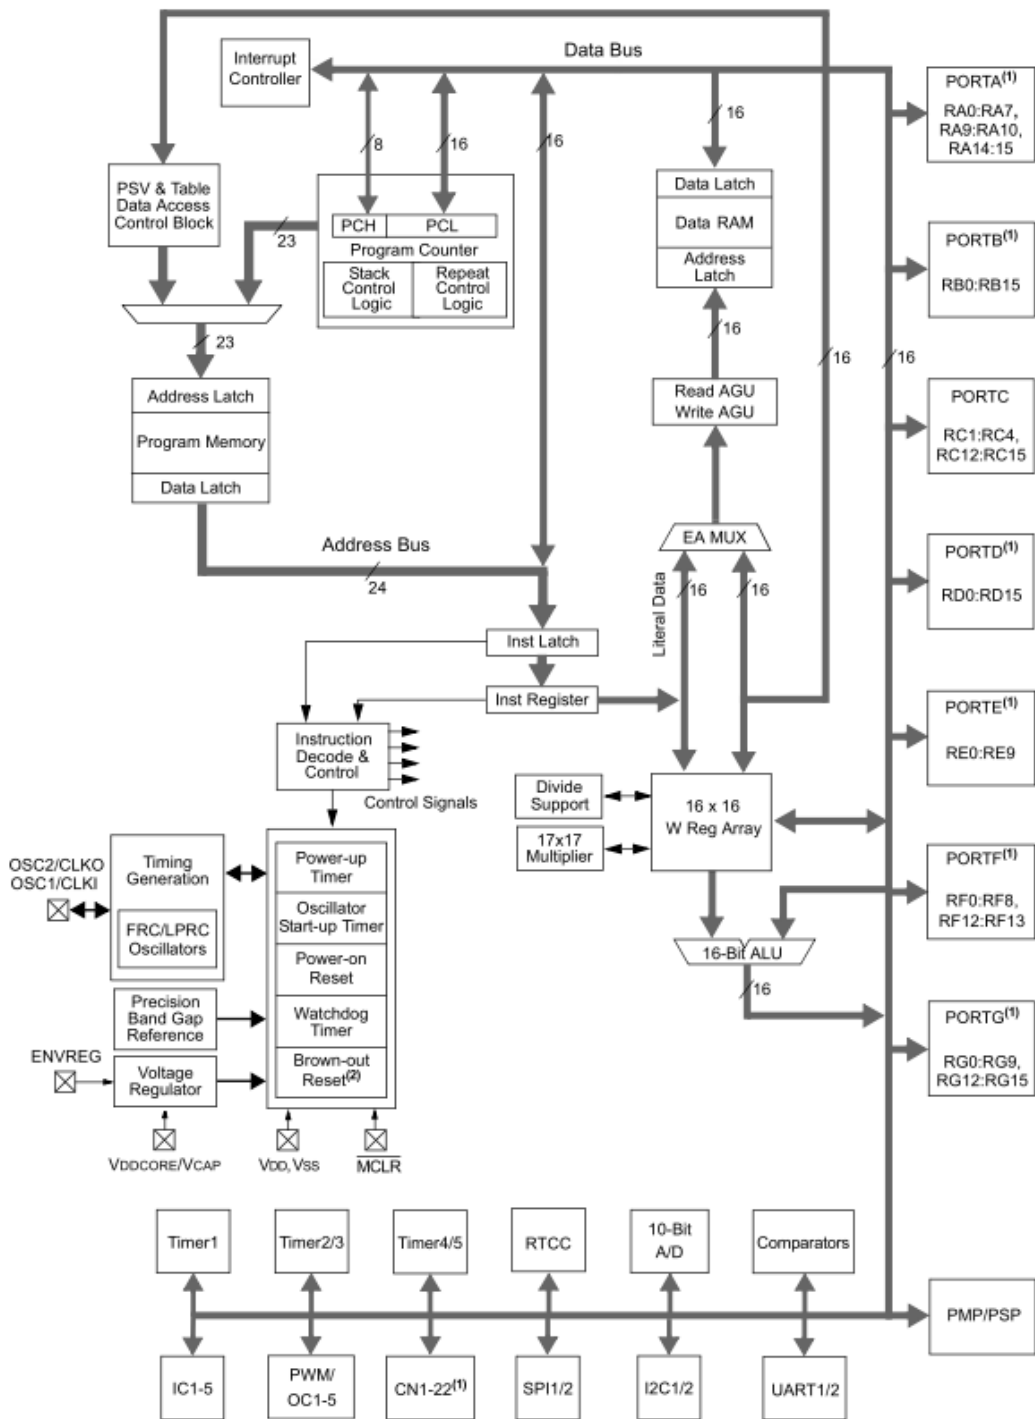 Data Bus
Interrupt
Controller
8
16
16
16
PORTA(1)
RA0:RA7,
RA9:RA10,
RA14:15
PSV & Table
Data Access
Control Block
23
PCH
PCL
Program Counter
Stack
Control
Logic
Repeat
Control
Logic
Data Latch
Data RAM
Address
Latch
PORTB(1)
RB0:RB15
23
16
16
16
Address Latch
Program Memory
Data Latch
Read AGU
Write AGU
PORTC
RC1:RC4,
RC12:RC15
Address Bus
24
EA MUX
Literal Data
16
16
PORTD(1)
RD0:RD15
Inst Latch
Inst Register
PORTE(1)
RE0:RE9
Instruction
Decode &
Control
Control Signals
Divide
Support
17x17
Multiplier
16 x 16
W Reg Array
OSC2/CLKO
OSC1/CLKI
Timing
Generation
FRC/LPRC
Oscillators
Power-up
Timer
Oscillator
Start-up Timer
Power-on
Reset
Watchdog
Timer
Brown-out
Reset(2)
PORTF(1)
RF0:RF8,
RF12:RF13
16-Bit ALU
16
Precision
Band Gap
Reference
PORTG(1)
RG0:RG9,
RG12:RG15
ENVREG
Voltage
Regulator
VDDCORE/VCAP
VDD, VSS
MCLR
Timer1
Timer2/3
Timer4/5
RTCC
10-Bit
A/D
Comparators
PMP/PSP
IC1-5
PWM/
OC1-5
CN1-22(1)
SPI1/2
I2C1/2
UART1/2